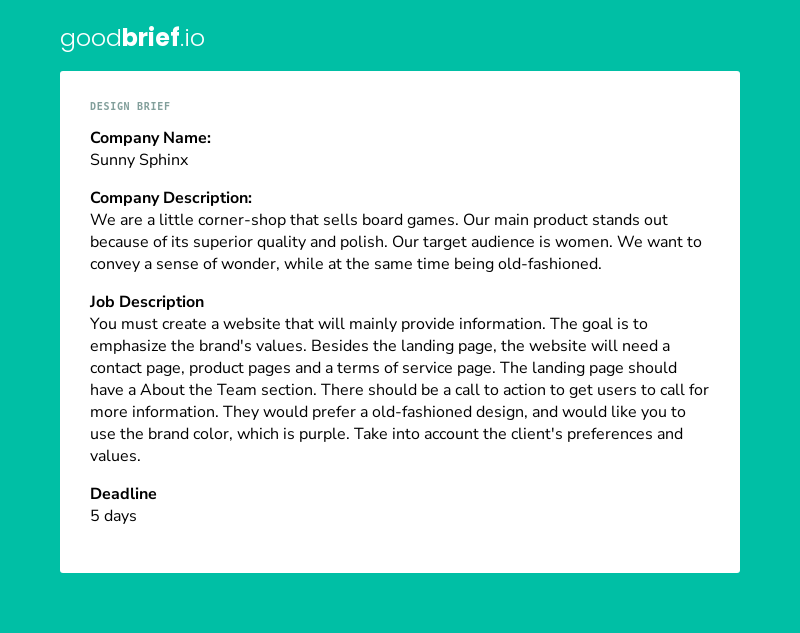 goodbrief.io
DESIGN BRIEF
Company Name:
Sunny Sphinx
Company Description:
We are a little corner-shop that sells board games. Our main product stands out
because of its superior quality and polish. Our target audience is women. We want to
convey a sense of wonder, while at the same time being old-fashioned.
Job Description
You must create a website that will mainly provide information. The goal is to
emphasize the brand's values. Besides the landing page, the website will need a
contact page, product pages and a terms of service page. The landing page should
have a About the Team section. There should be a call to action to get users to call for
more information. They would prefer a old-fashioned design, and would like you to
use the brand color, which is purple. Take into account the client's preferences and
values.
Deadline
5 days